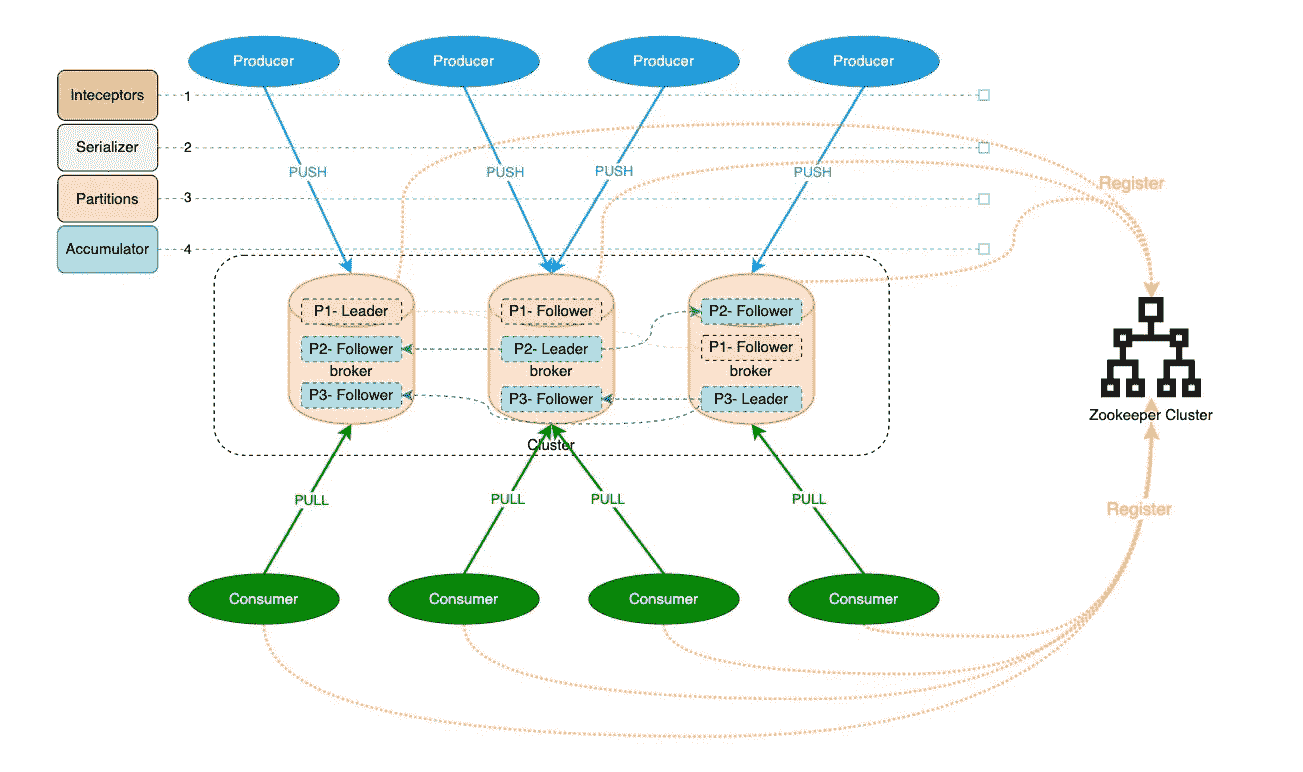 Producer
Producer
Producer
Producer
Inteceptors
1
Serializer
2
Partitions
3
Accumulator
4
PUSH
PUSH
PUSH
PUSH
Register
P1- Leader
P2- Follower
broker
P3- Follower
P1- Follower
P2- Leader
broker
P3- Follower
P2- Follower
P1- Follower
broker
P3- Leader
Cluster
Zookeeper Cluster
PULL
PULL
PULL
PULL
Register
Consumer
Consumer
Consumer
Consumer